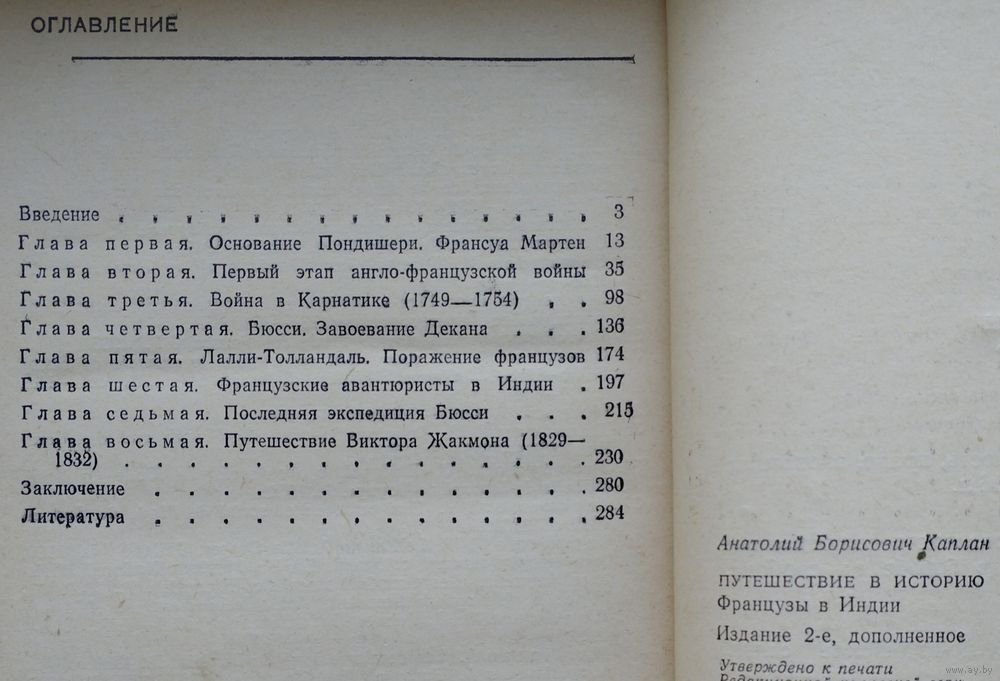 ОГЛАВЛЕНИЕ
Введение . . . . . . . . . . . . . . . 3
Глава первая. Основание Пондишери. Франсуа Мартен 13
Глава вторая. Первый этап англо-французской войны 35
Глава третья. Война в Карнатике (1749—1754) . . 98
Глава четвертая. Бюсси. Завоевание Декана . . . 136
Глава пятая. Лалли-Толландаль. Поражение французов 174
Глава шестая. Французские авантюристы в Индии . 197
Глава седьмая. Последняя экспедиция Бюсси . . . 215
Глава восьмая. Путешествие Виктора Жакмона (1829—
1832) . . . . . . . . . . . . . . 230
Заключение . . . . . . . . . . . . . 280
Литература . . . . . . . . . . . . . 284
Анатолий Борисович Каплан
ПУТЕШЕСТВИЕ В ИСТОРИЮ
Французы в Индии
Издание 2-е, дополненное
Утверждено к печати
www.ay.by